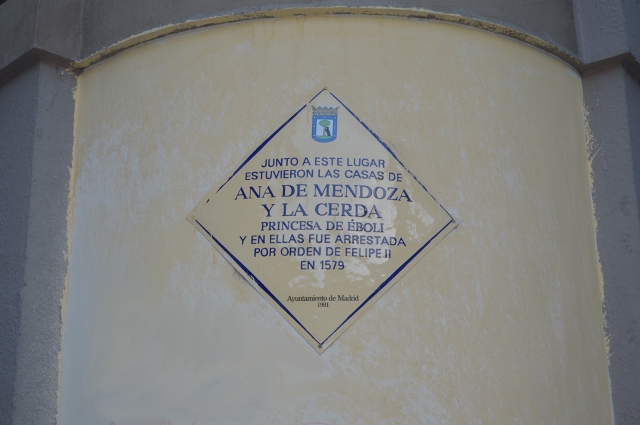 JUNTO A ESTE LUGAR
ESTUVIERON LAS CASAS DE
ANA DE MENDOZA
Y LA CERDA
PRINCESA DE ÉBOLI
Y EN ELLAS FUE ARRESTADA
POR ORDEN DE FELIPE II
EN 1579
Ayuntamiento de Madrid
1991